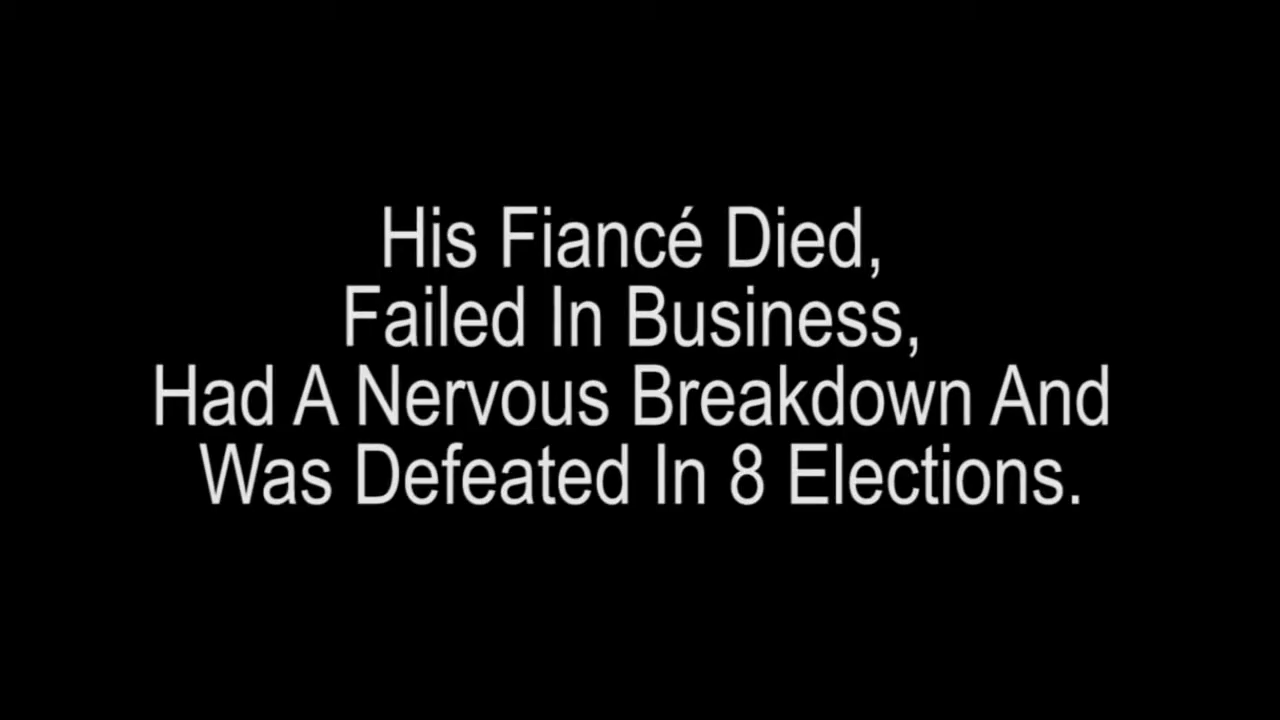 His Fiancé Died,
Failed In Business,
Had A Nervous Breakdown And
Was Defeated In 8 Elections.